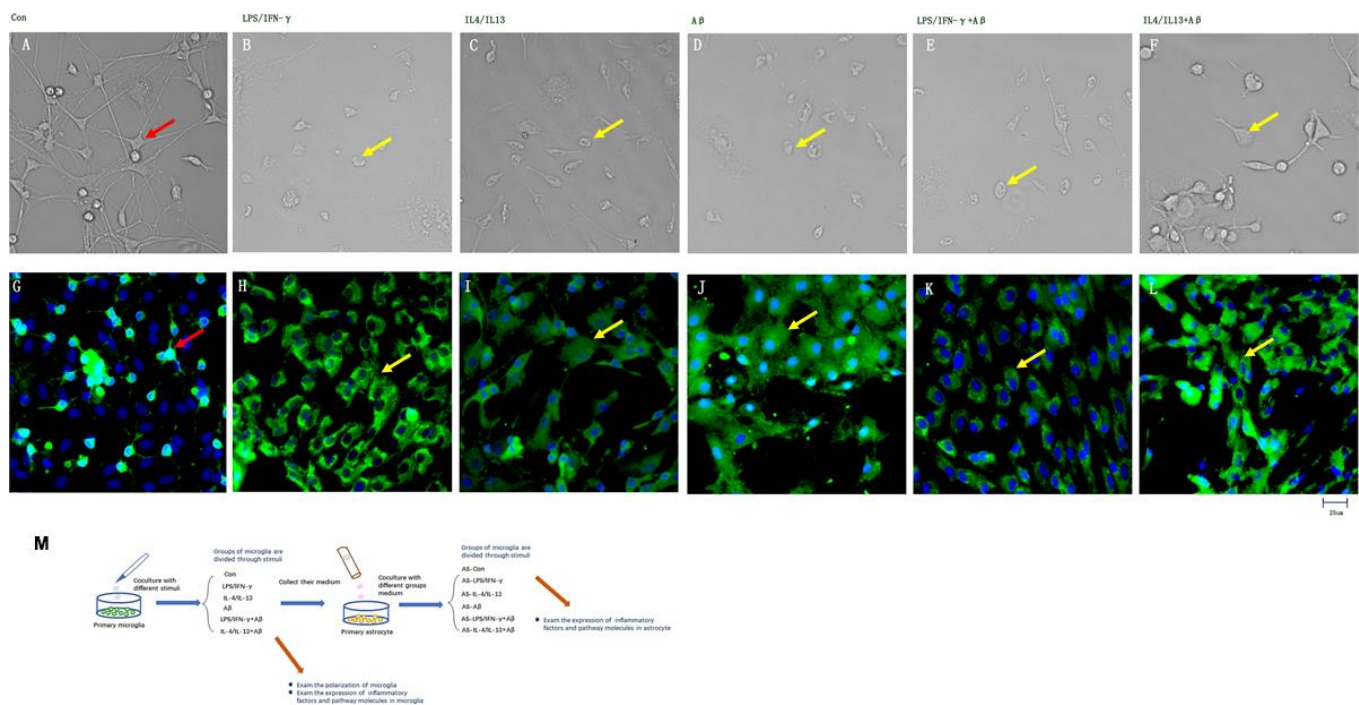 Con
LPS/IFN-γ
IL4/IL13
Aβ
LPS/IFN-γ+Aβ
IL4/IL13+Aβ
A
B
C
D
E
F
G
H
I
J
K
L
25um
M
Groups of microglia are
divided through stimuli
Coculture with
different stimuli
Primary microglia
Con
LPS/IFN-γ
IL-4/IL-13
Aβ
LPS/IFN-γ+Aβ
IL-4/IL-13+Aβ
Collect their medium
Primary astrocyte
Coculture with
different groups
medium
Groups of microglia are
divided through stimuli
AS-Con
AS-LPS/IFN-γ
AS-IL-4/IL-13
AS-Aβ
AS-LPS/IFN-γ+Aβ
AS-IL-4/IL-13+Aβ
● Exam the expression of inflammatory
factors and pathway molecules in astrocyte
● Exam the polarization of microglia
● Exam the expression of inflammatory
factors and pathway molecules in microglia